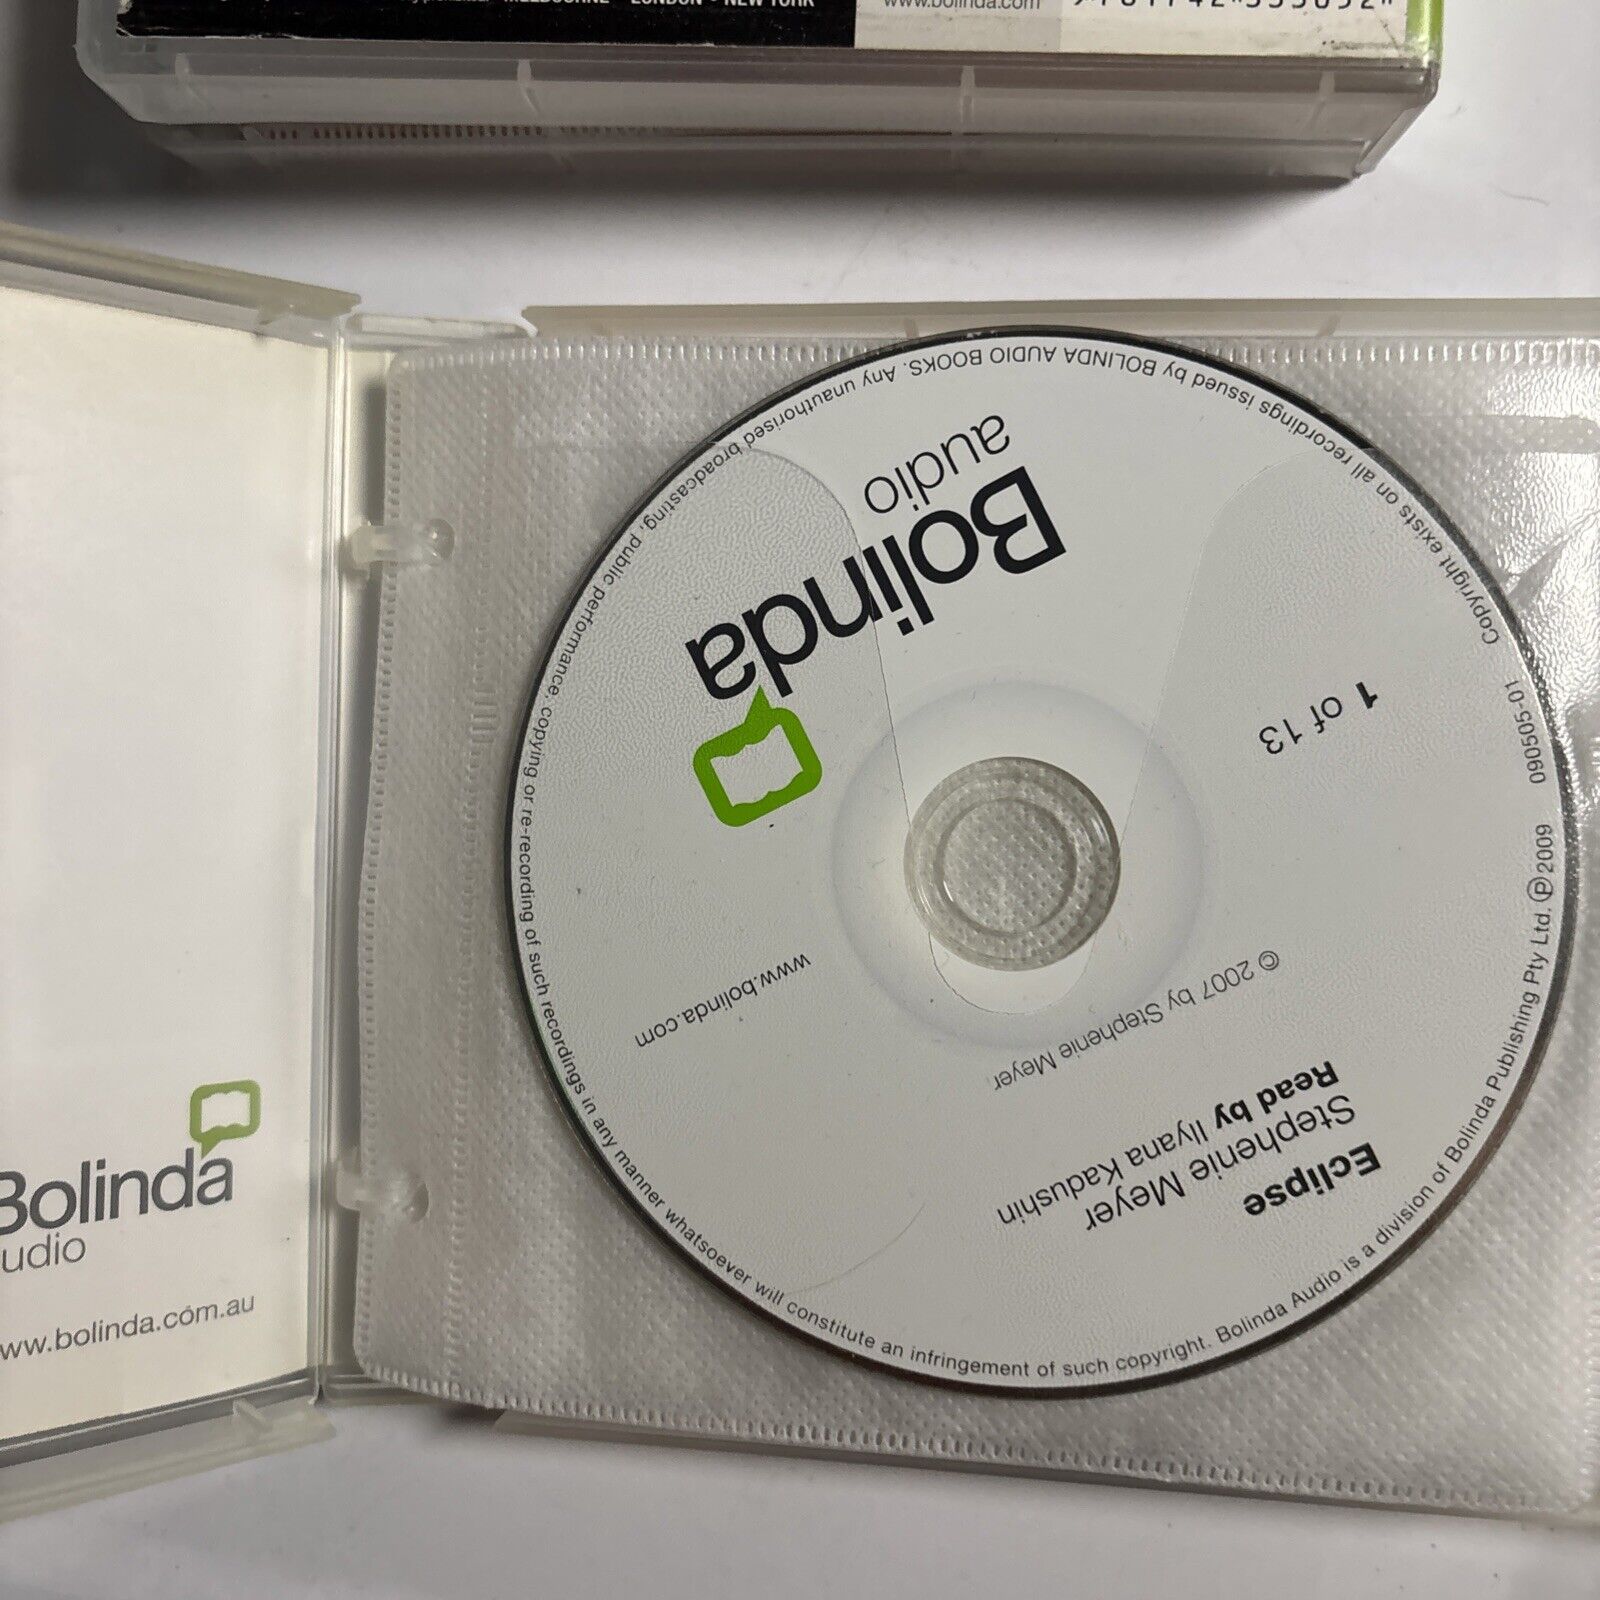 MELBOURNE • LONDON • NEW YORK
www.bolinda.com
Bolinda
audio
1 of 13
090505-01
www.bolinda.com
© 2007 by Stephenie Meyer
Eclipse
Stephenie Meyer
Read by Ilyana Kadushin
Copyright exists on all recordings issued by BOLINDA AUDIO BOOKS. Any unauthorised broadcasting, public performance, copying or re-recording of such recordings in any manner whatsoever will constitute an infringement of such copyright. Bolinda Audio is a division of Bolinda Publishing Pty Ltd. ℗2009
Bolinda
udio
ww.bolinda.com.au